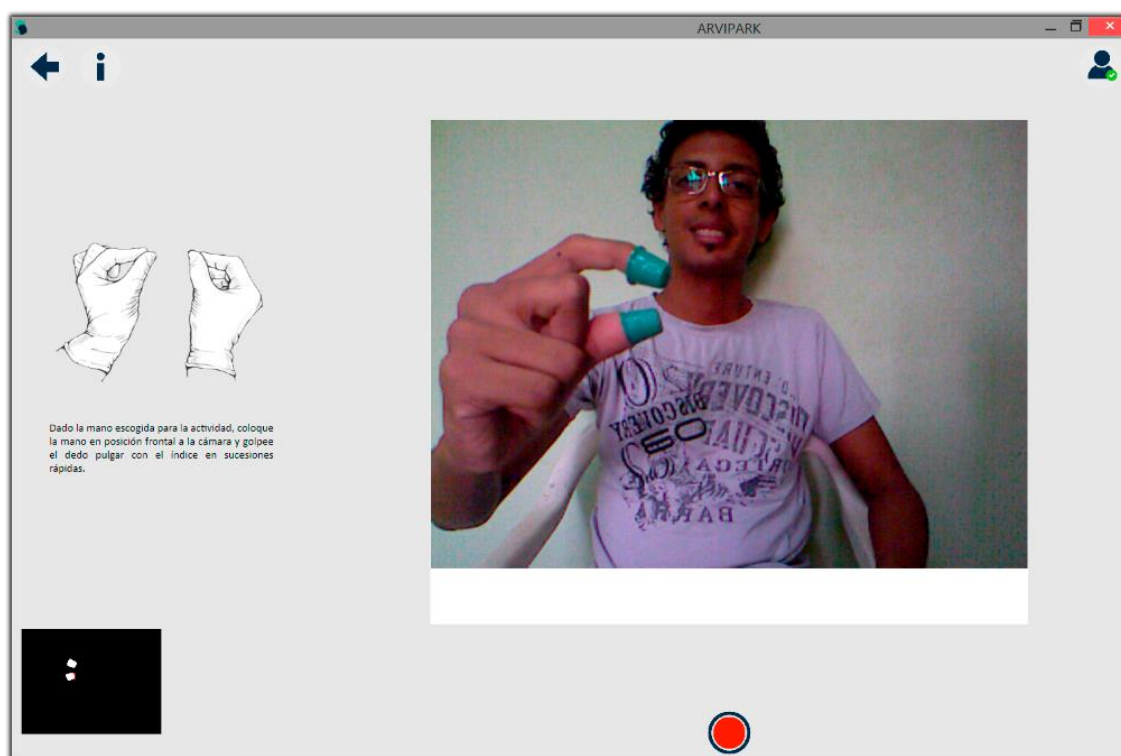 ARVIPARK
Dado la mano escogida para la actividad, coloque
la mano en posición frontal a la cámara y golpee
el dedo pulgar con el índice en sucesiones
rápidas.
DISCOVERY
DISCOVERY